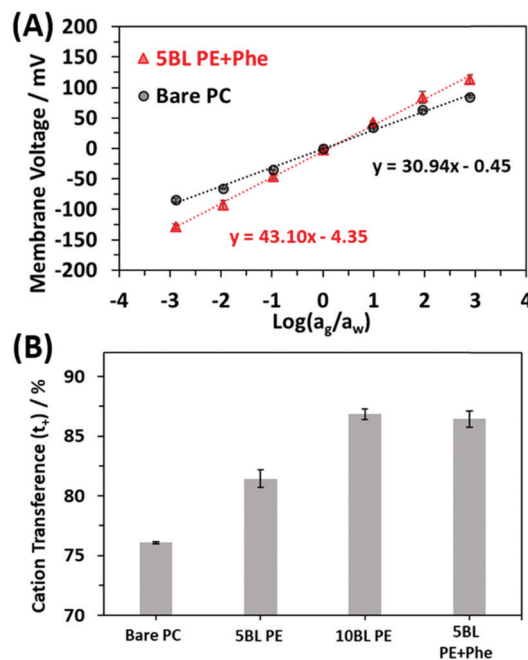 (A)
5BL PE+Phe
Bare PC
Membrane Voltage / mV
200
150
100
50
0
-50
-100
-150
-200
y = 30.94x - 0.45
y = 43.10x - 4.35
-4 -3 -2 -1 0 1 2 3 4
Log(a_g/a_w)
(B)
Cation Transference (t₊) / %
90
85
80
75
70
Bare PC 5BL PE 10BL PE 5BL
PE+Phe